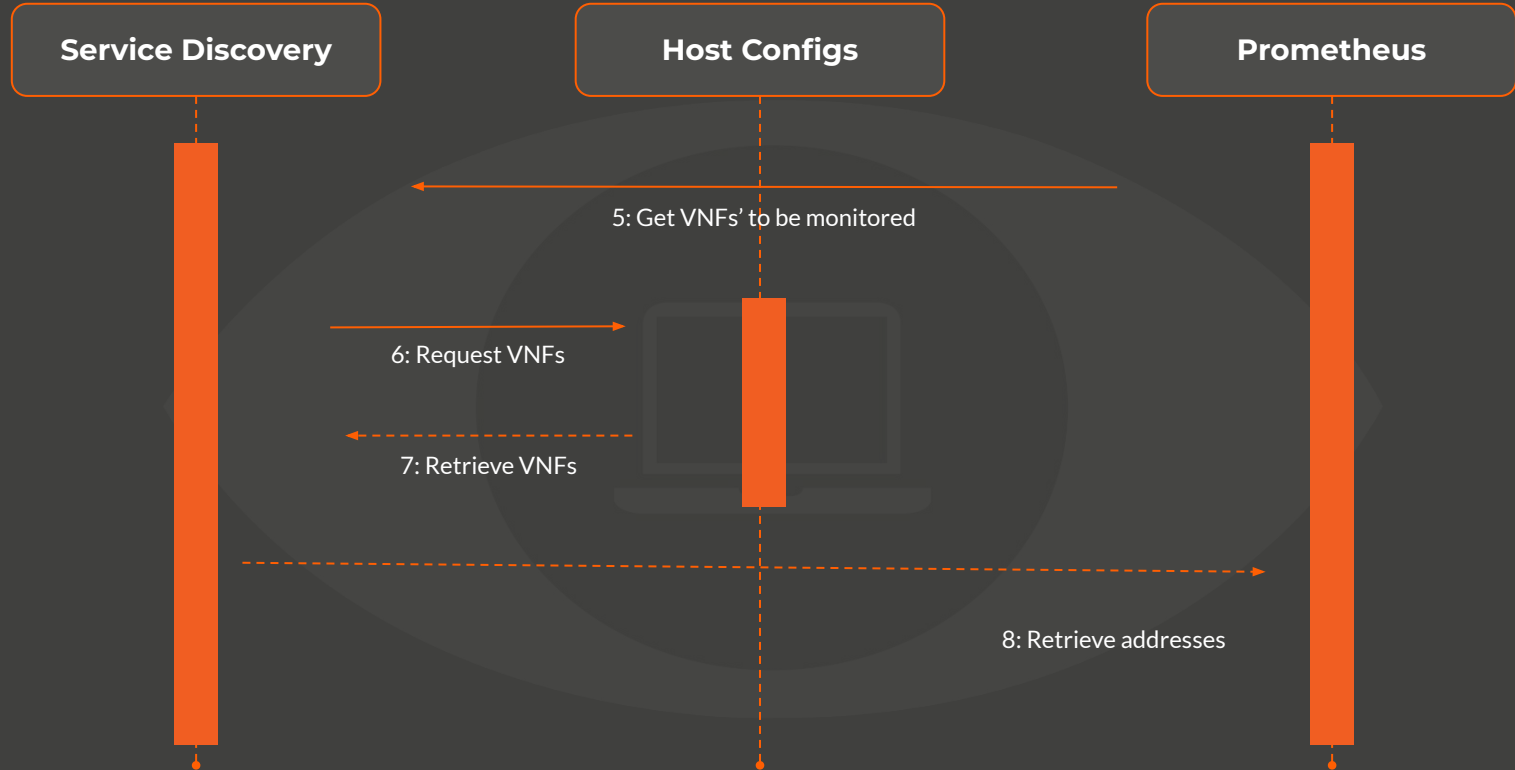 Service Discovery
Host Configs
Prometheus
5: Get VNFs’ to be monitored
6: Request VNFs
7: Retrieve VNFs
8: Retrieve addresses